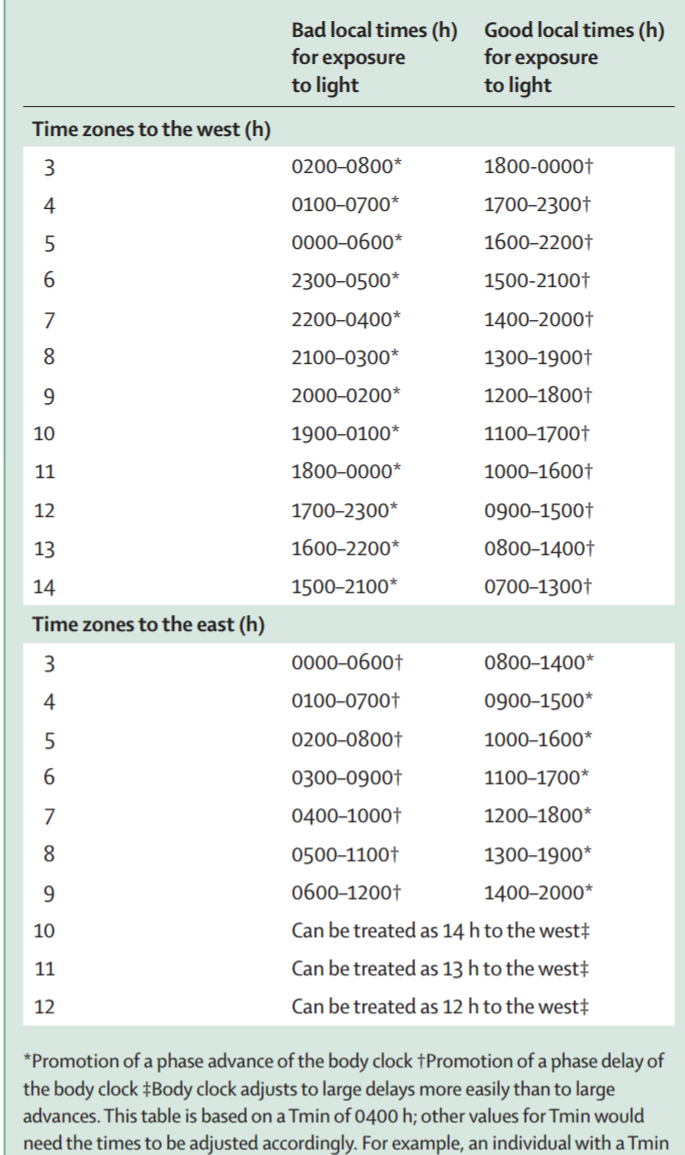 Bad local times (h) Good local times (h)
for exposure for exposure
to light to light
Time zones to the west (h)
3 0200–0800* 1800-0000†
4 0100–0700* 1700–2300†
5 0000–0600* 1600–2200†
6 2300–0500* 1500-2100†
7 2200–0400* 1400–2000†
8 2100–0300* 1300–1900†
9 2000–0200* 1200–1800†
10 1900–0100* 1100–1700†
11 1800–0000* 1000–1600†
12 1700–2300* 0900–1500†
13 1600–2200* 0800–1400†
14 1500–2100* 0700–1300†
Time zones to the east (h)
3 0000–0600† 0800–1400*
4 0100–0700† 0900–1500*
5 0200–0800† 1000–1600*
6 0300–0900† 1100–1700*
7 0400–1000† 1200–1800*
8 0500–1100† 1300–1900*
9 0600–1200† 1400–2000*
10 Can be treated as 14 h to the west‡
11 Can be treated as 13 h to the west‡
12 Can be treated as 12 h to the west‡
*Promotion of a phase advance of the body clock †Promotion of a phase delay of
the body clock ‡Body clock adjusts to large delays more easily than to large
advances. This table is based on a Tmin of 0400 h; other values for Tmin would
need the times to be adjusted accordingly. For example, an individual with a Tmin